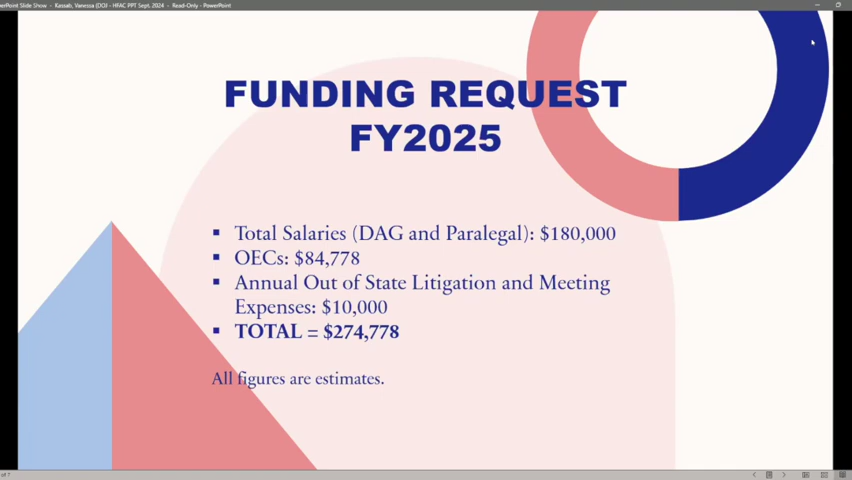 PowerPoint Slide Show - Kassab, Vanessa (DOJ - HFAC PPT Sept. 2024 - Read-Only - PowerPoint
FUNDING REQUEST
FY2025
▪ Total Salaries (DAG and Paralegal): $180,000
▪ OECs: $84,778
▪ Annual Out of State Litigation and Meeting
Expenses: $10,000
▪ TOTAL = $274,778
All figures are estimates.
of 7